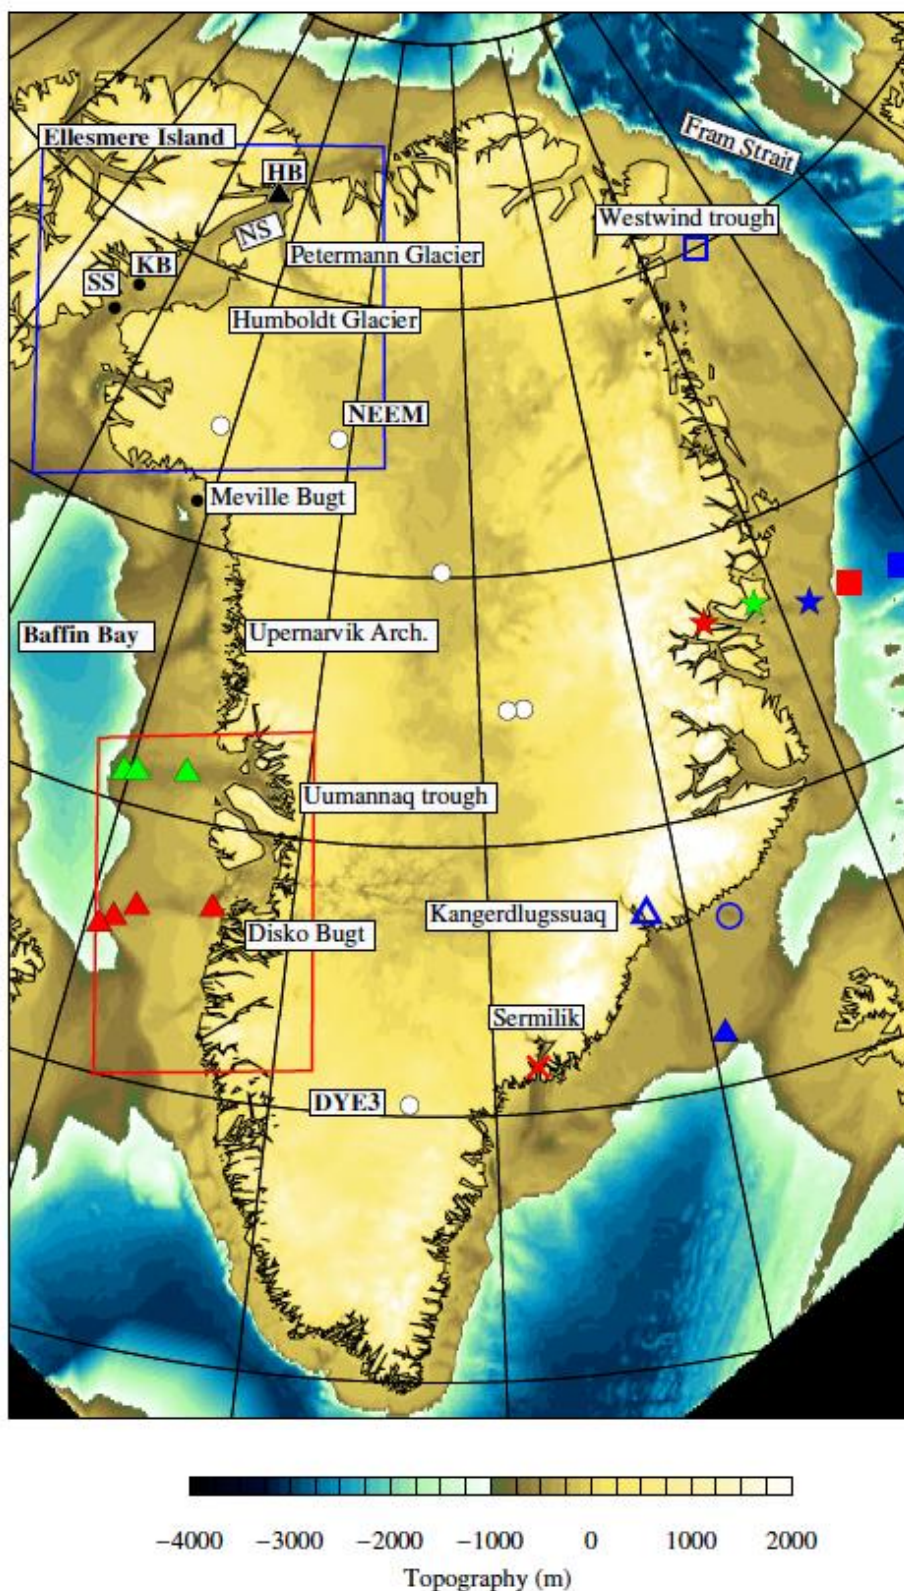 Ellesmere Island
Fram Strait
HB
Westwind trough
NS
Petermann Glacier
KB
SS
Humboldt Glacier
NEEM
Meville Bugt
Baffin Bay
Upernarvik Arch.
Uumannaq trough
Kangerdlugssuaq
Disko Bugt
Sermilik
DYE3
−4000 −3000 −2000 −1000 0 1000 2000
Topography (m)